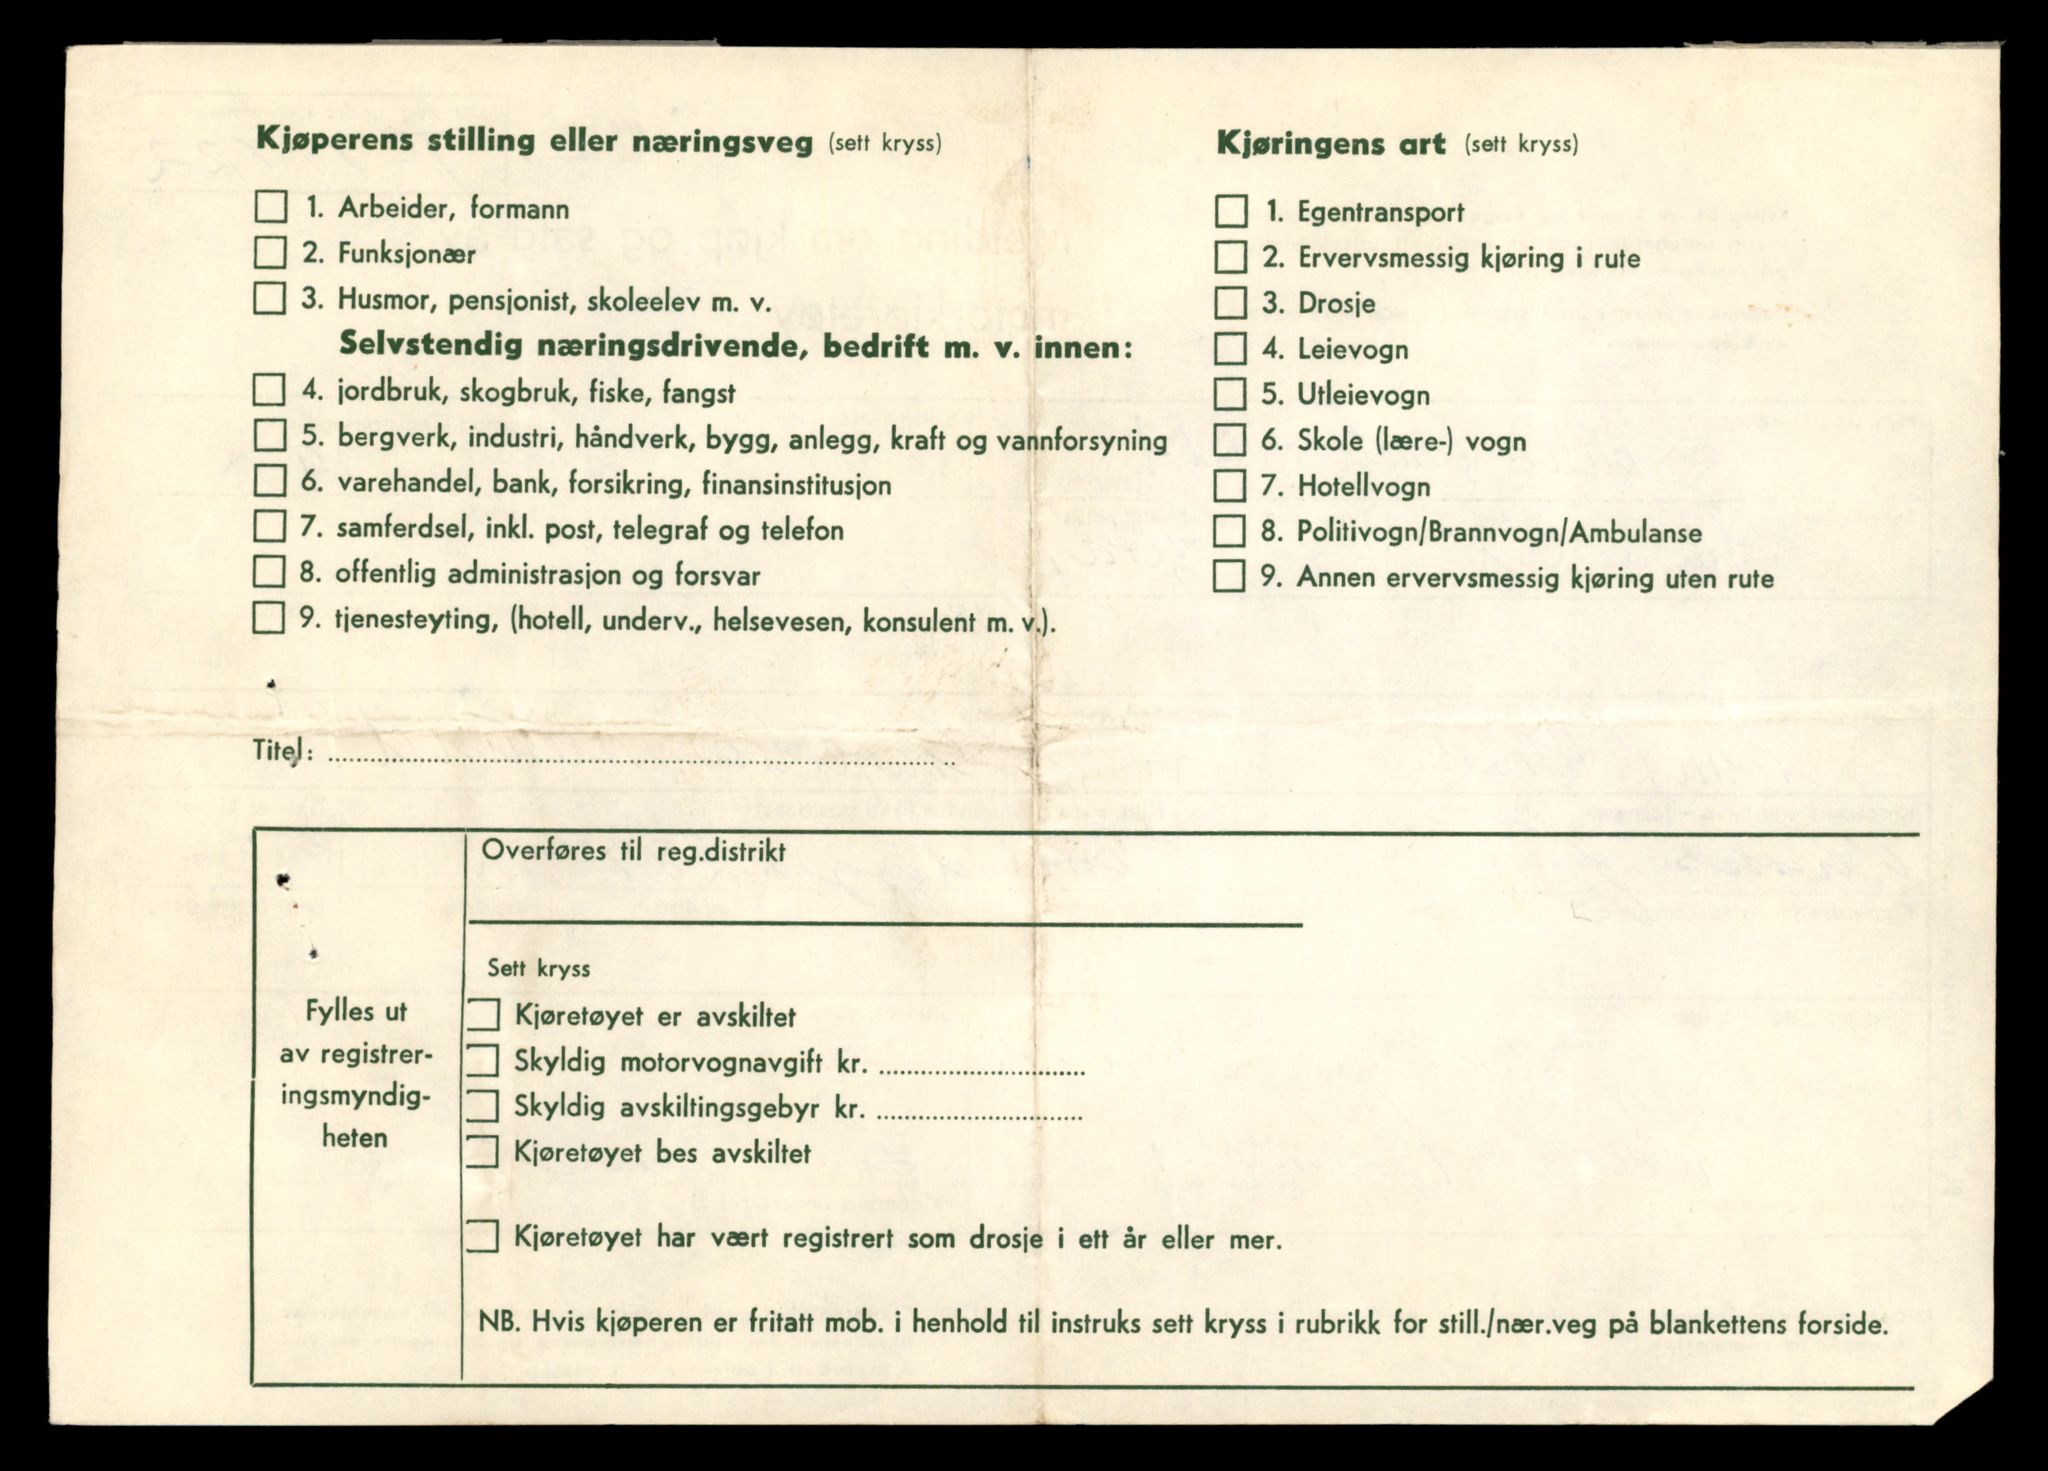 Kjøperens stilling eller næringsveg (sett kryss)
1. Arbeider, formann
2. Funksjonær
3. Husmor, pensjonist, skoleelev m. v.
Selvstendig næringsdrivende, bedrift m. v. innen:
4. jordbruk, skogbruk, fiske, fangst
5. bergverk, industri, håndverk, bygg, anlegg, kraft og vannforsyning
6. varehandel, bank, forsikring, finansinstitusjon
7. samferdsel, inkl. post, telegraf og telefon
8. offentlig administrasjon og forsvar
9. tjenesteyting, (hotell, underv., helsevesen, konsulent m. v.).
Kjøringens art (sett kryss)
1. Egentransport
2. Ervervsmessig kjøring i rute
3. Drosje
4. Leievogn
5. Utleievogn
6. Skole (lære-) vogn
7. Hotellvogn
8. Politivogn/Brannvogn/Ambulanse
9. Annen ervervsmessig kjøring uten rute
Titel:
Fylles ut
av registrer-
ingsmyndig-
heten
Overføres til reg.distrikt
Sett kryss
Kjøretøyet er avskiltet
Skyldig motorvognavgift kr.
Skyldig avskiltingsgebyr kr.
Kjøretøyet bes avskiltet
Kjøretøyet har vært registrert som drosje i ett år eller mer.
NB. Hvis kjøperen er fritatt mob. i henhold til instruks sett kryss i rubrikk for still./nær.veg på blankettens forside.